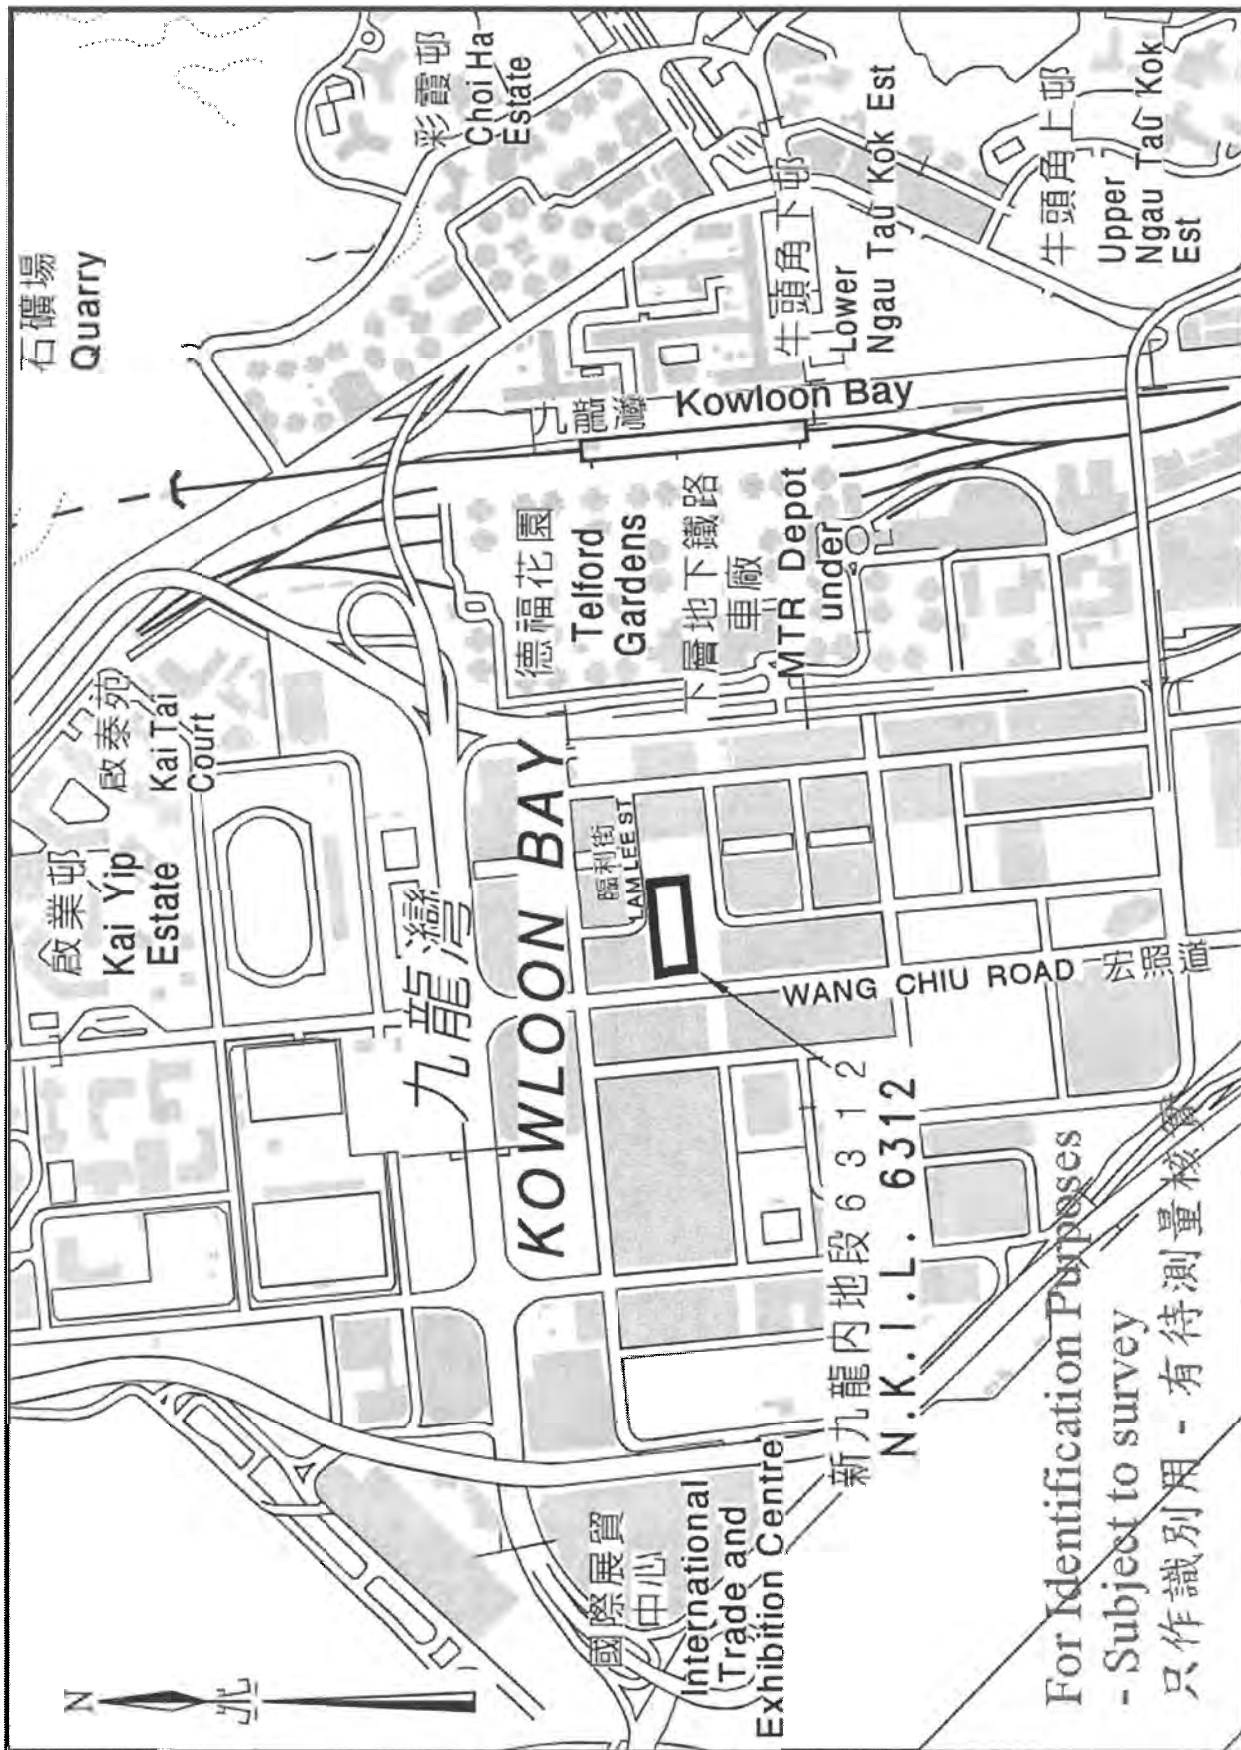 石礦場
Quarry
彩霞邨
Choi Ha
Estate
啟業邨
Kai Yip
Estate
啟泰苑
Kai Tai
Court
九龍灣
KOWLOON BAY
德福花園
Telford
Gardens
下層地下鐵路
車廠
MTR Depot
under
九龍灣
Kowloon Bay
牛頭角下邨
Lower
Ngau Tau Kok Est
牛頭角上邨
Upper
Ngau Tau Kok
Est
臨利街
LAM LEE ST
WANG CHIU ROAD 宏照道
新九龍内地段6312
N.K.I.L. 6312
國際展貿
中心
International
Trade and
Exhibition Centre
N
北
For Identification Purposes
- Subject to survey
只作識別用 - 有待測量核實